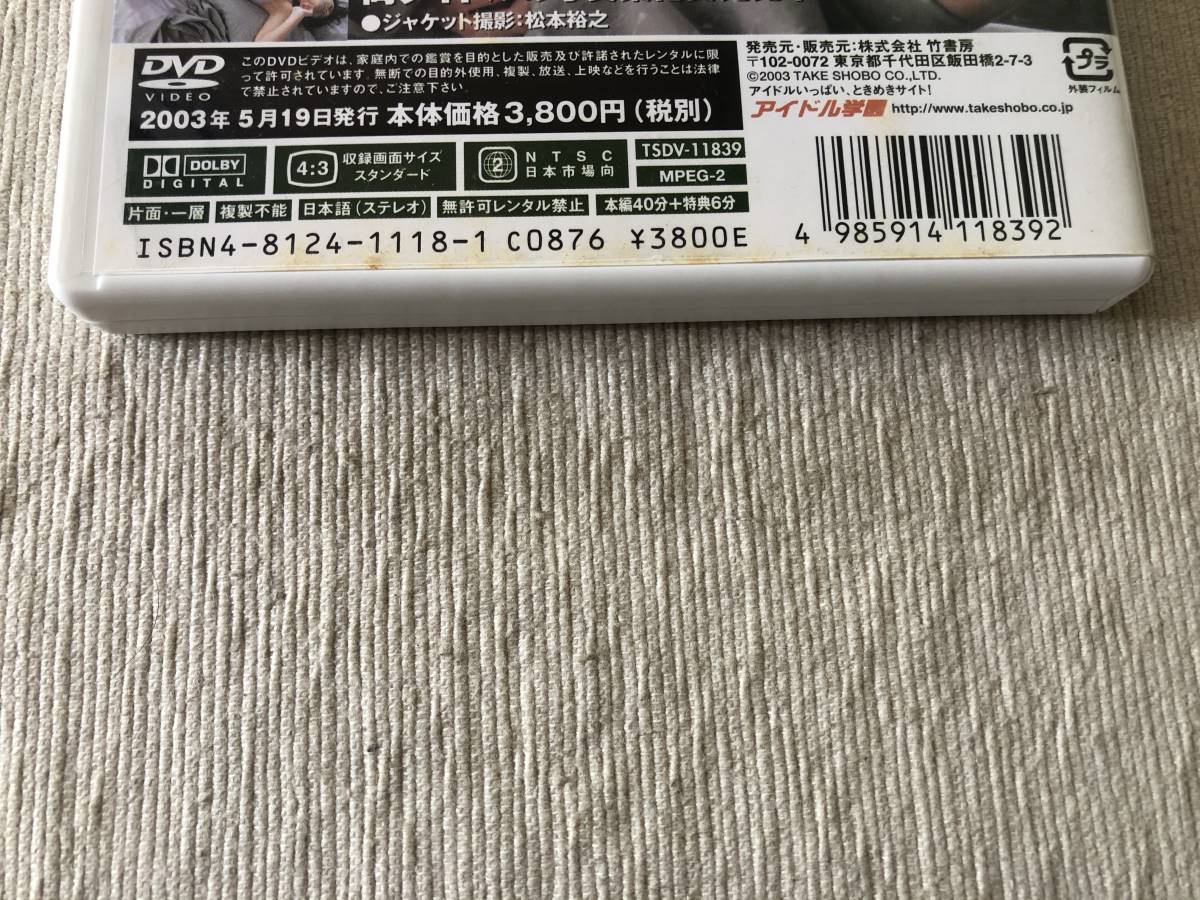 ●ジャケット撮影:松本裕之
DVD
VIDEO
このDVDビデオは、家庭内での鑑賞を目的とした販売及び許諾されたレンタルに限
って許可されています。無断での目的外使用、複製、放送、上映などを行うことは法律
で禁止されていますので、ご注意下さい。
2003年5月19日発行 本体価格3,800円(税別)
発売元・販売元:株式会社 竹書房
〒102-0072 東京都千代田区飯田橋2-7-3
©2003 TAKE SHOBO CO.,LTD.
アイドルいっぱい、ときめきサイト!
アイドル学園 http://www.takeshobo.co.jp
プラ
外装フィルム
DOLBY
DIGITAL
4:3 収録画面サイズ
スタンダード
2 NTSC
日本市場向
TSDV-11839
MPEG-2
片面・一層 複製不能 日本語(ステレオ) 無許可レンタル禁止 本編40分+特典6分
ISBN4-8124-1118-1 C0876 ¥3800E
4 985914 118392